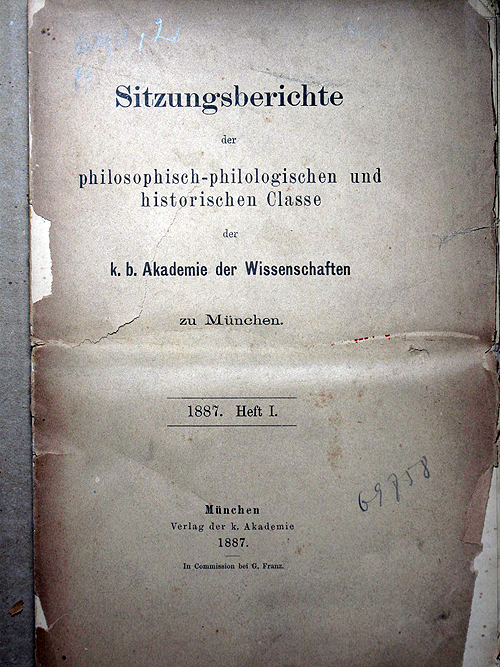 Sitzungsberichte
der
philosophisch-philologischen und
historischen Classe
der
k. b. Akademie der Wissenschaften
zu München.
1887. Heft I.
69758
München
Verlag der k. Akademie
1887.
In Commission bei G. Franz.